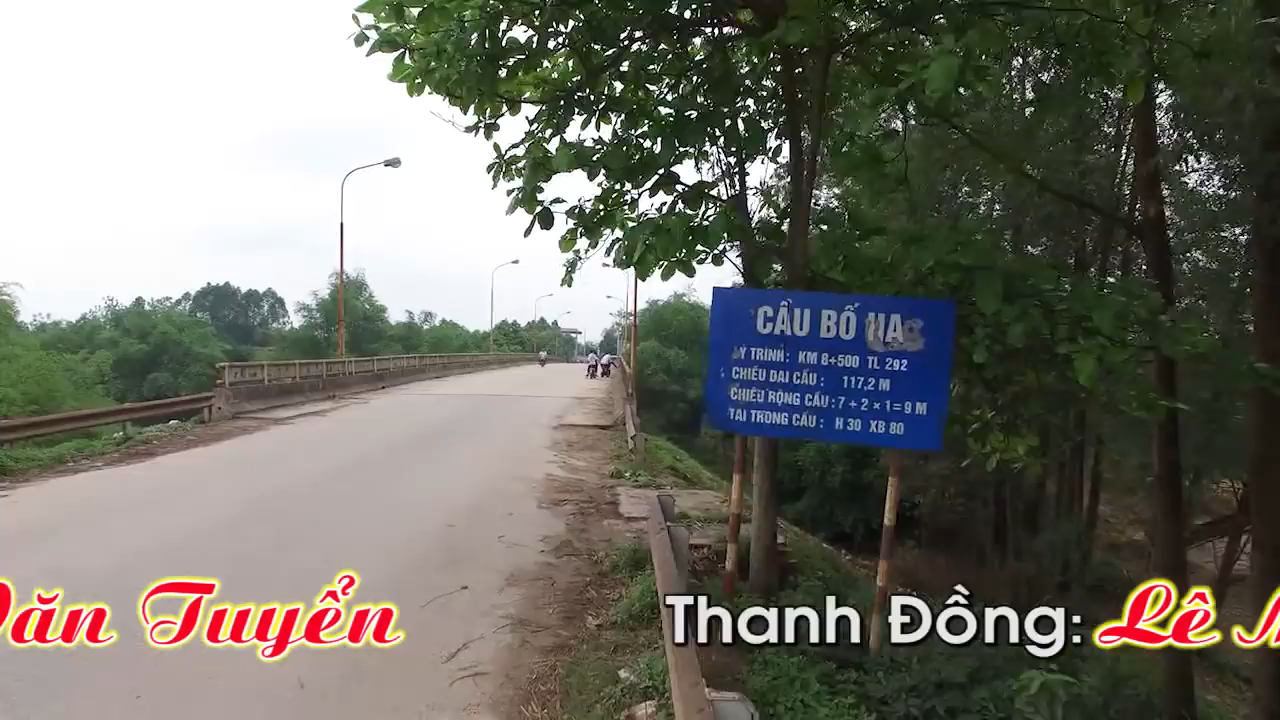 CẦU BỐ HẠ
LÝ TRÌNH: KM 8+500 TL 292
CHIỀU DÀI CẦU: 117,2 M
CHIỀU RỘNG CẦU: 7 + 2 × 1 = 9 M
TẢI TRỌNG CẦU: H 30 XB 80
Văn Tuyển Thanh Đồng: Lê